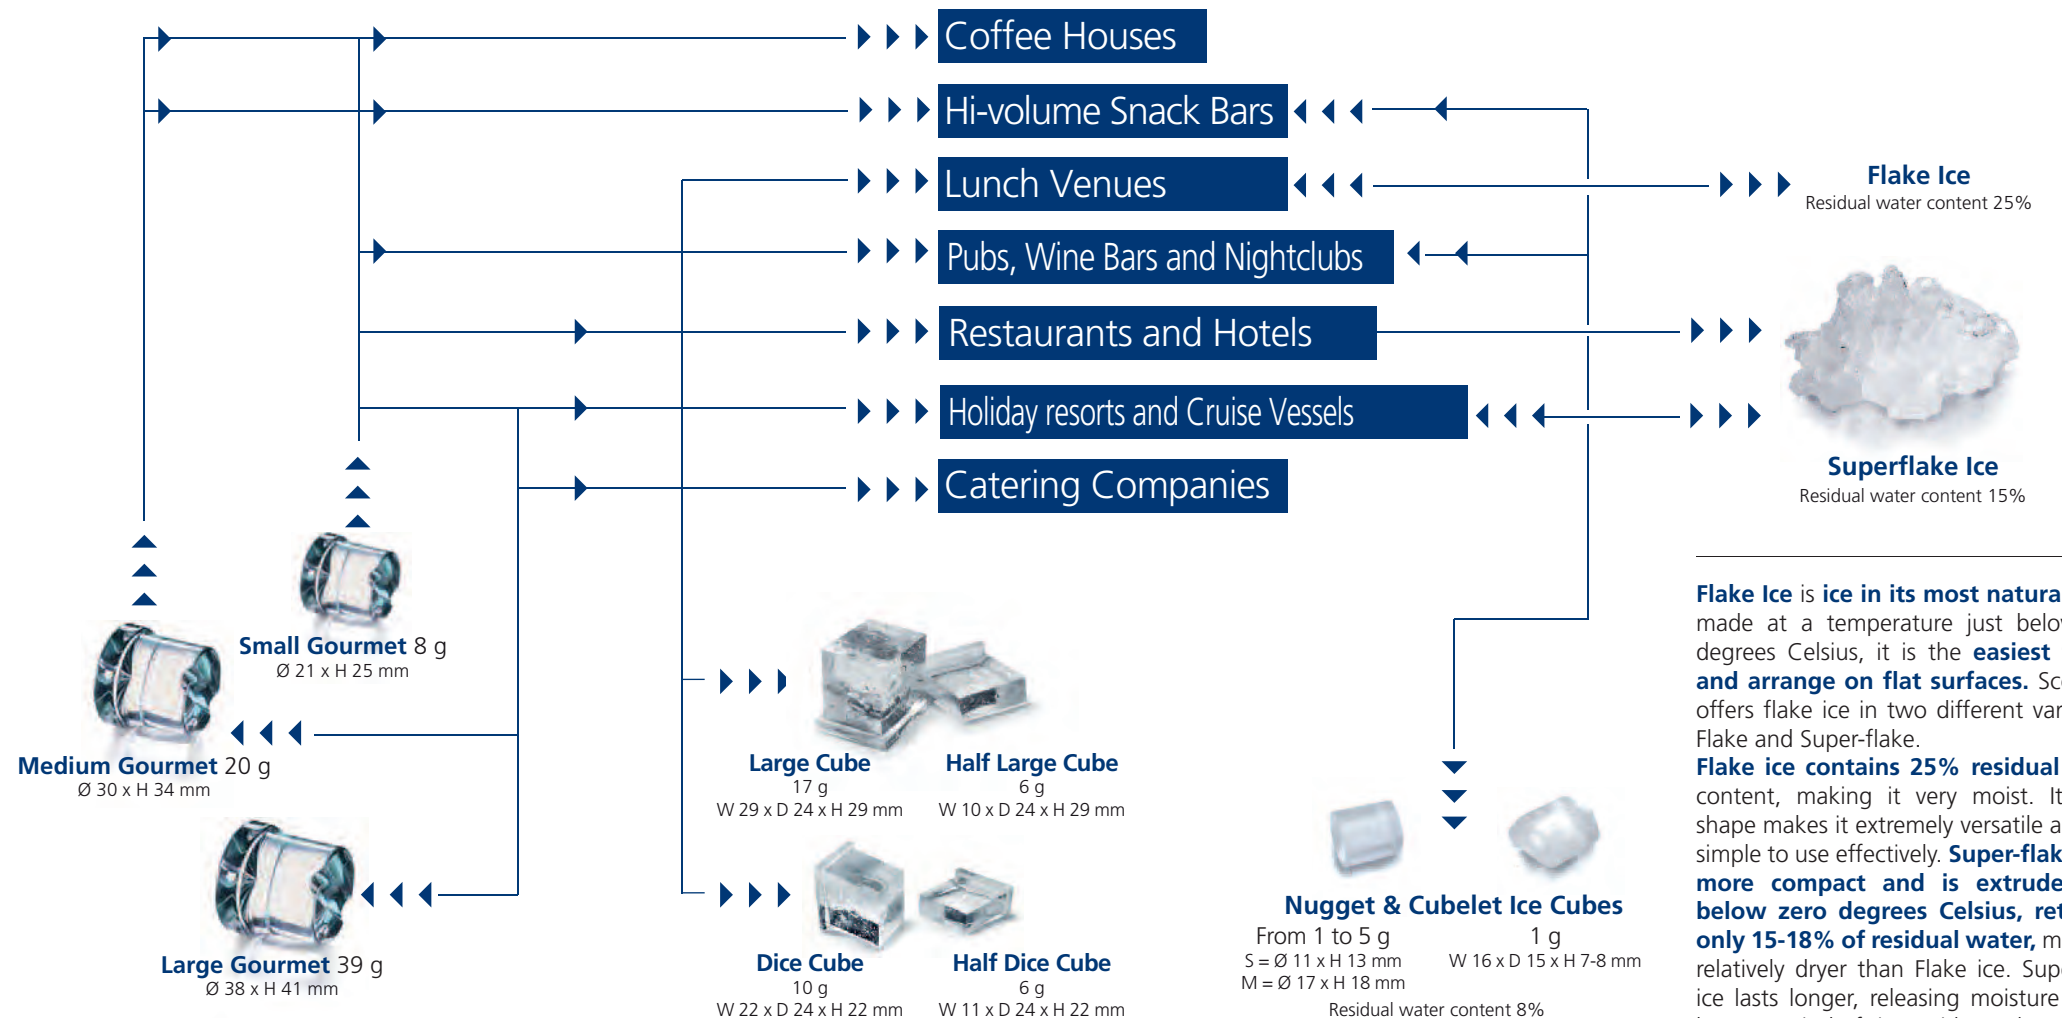 Coffee Houses
Hi-volume Snack Bars
Lunch Venues
Pubs, Wine Bars and Nightclubs
Restaurants and Hotels
Holiday resorts and Cruise Vessels
Catering Companies
Flake Ice
Residual water content 25%
Superflake Ice
Residual water content 15%
Small Gourmet 8 g
Ø 21 x H 25 mm
Medium Gourmet 20 g
Ø 30 x H 34 mm
Large Gourmet 39 g
Ø 38 x H 41 mm
Large Cube
17 g
W 29 x D 24 x H 29 mm
Half Large Cube
6 g
W 10 x D 24 x H 29 mm
Dice Cube
10 g
W 22 x D 24 x H 22 mm
Half Dice Cube
6 g
W 11 x D 24 x H 22 mm
Nugget & Cubelet Ice Cubes
From 1 to 5 g
S = Ø 11 x H 13 mm
M = Ø 17 x H 18 mm
1 g
W 16 x D 15 x H 7-8 mm
Residual water content 8%
Flake Ice is ice in its most natura
made at a temperature just belo
degrees Celsius, it is the easiest
and arrange on flat surfaces. Sc
offers flake ice in two different var
Flake and Super-flake.
Flake ice contains 25% residual
content, making it very moist. It
shape makes it extremely versatile a
simple to use effectively. Super-flak
more compact and is extrude
below zero degrees Celsius, ret
only 15-18% of residual water, m
relatively dryer than Flake ice. Sup
ice lasts longer, releasing moisture